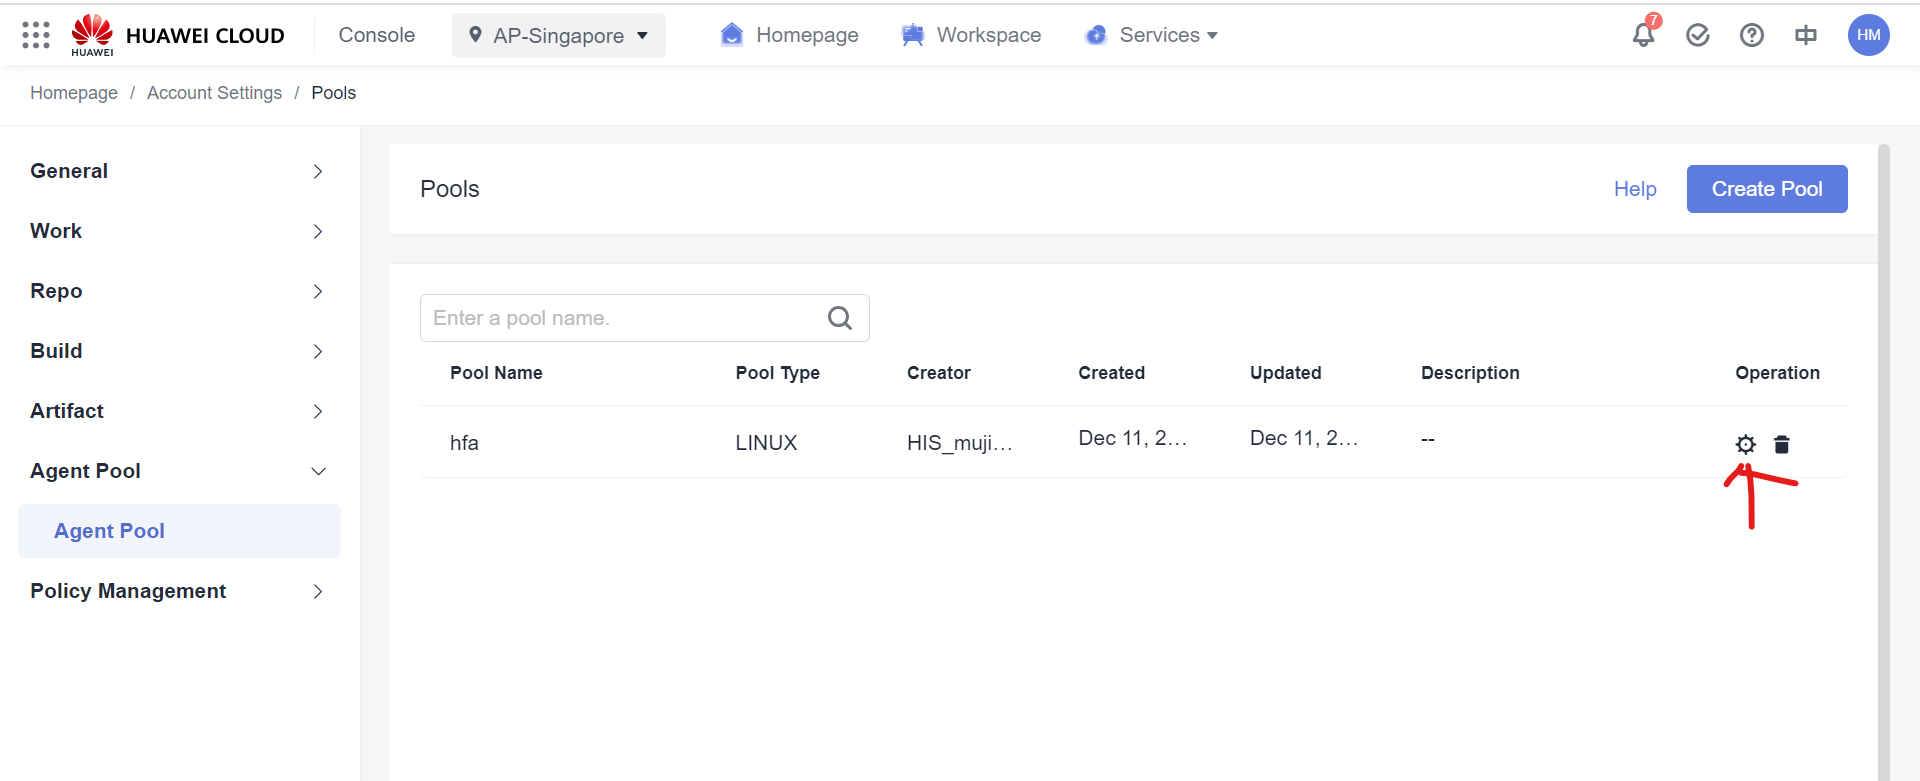 HUAWEI
HUAWEI CLOUD
Console
AP-Singapore
Homepage
Workspace
Services
7
HM
Homepage / Account Settings / Pools
General
Work
Repo
Build
Artifact
Agent Pool
Agent Pool
Policy Management
Pools
Help
Create Pool
Enter a pool name.
Pool Name Pool Type Creator Created Updated Description Operation
hfa LINUX HIS_muji... Dec 11, 2... Dec 11, 2... --